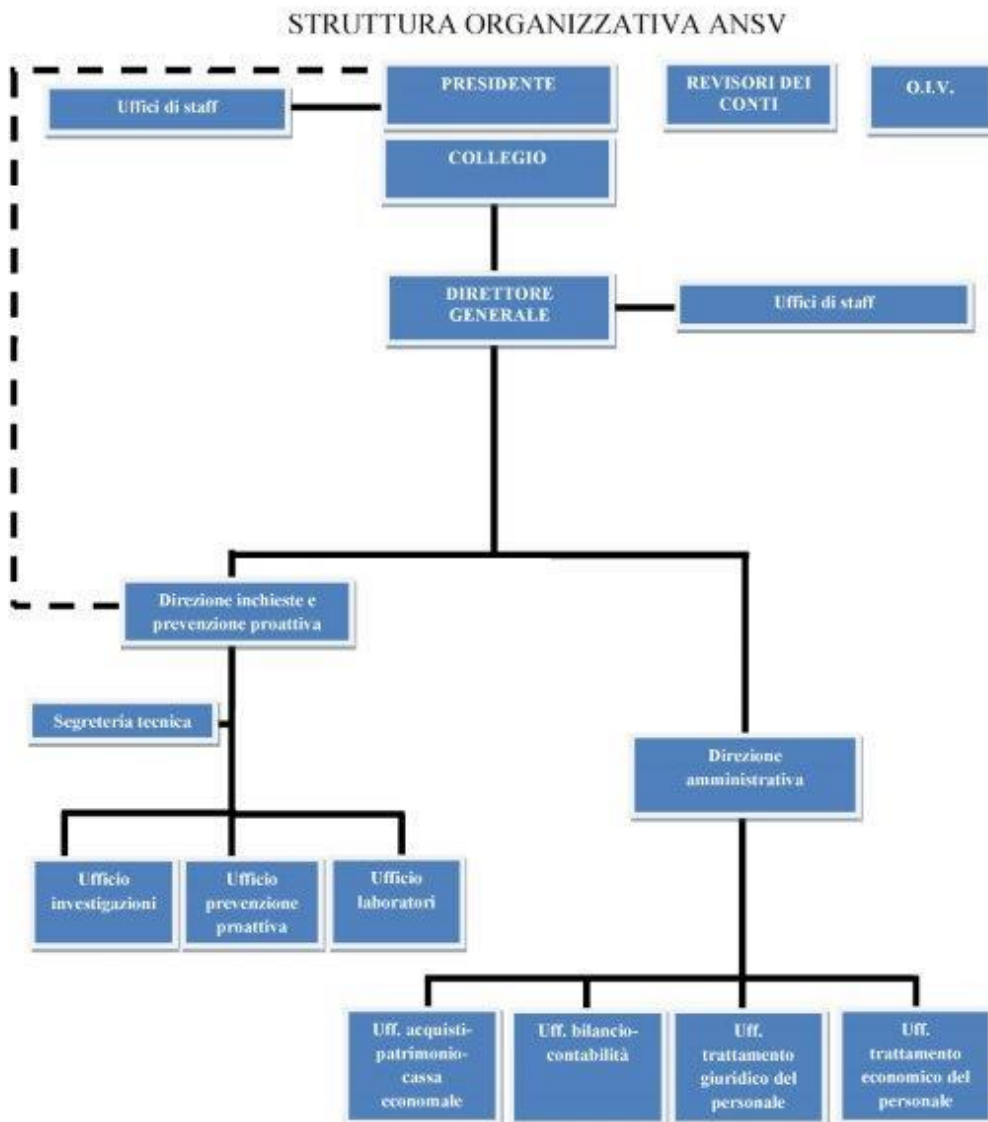 STRUTTURA ORGANIZZATIVA ANSV
PRESIDENTE
REVISORI DEI
CONTI
O.I.V.
Uffici di staff
COLLEGIO
DIRETTORE
GENERALE
Uffici di staff
Direzione inchieste e
prevenzione proattiva
Segreteria tecnica
Direzione
amministrativa
Ufficio
investigazioni
Ufficio
prevenzione
proattiva
Ufficio
laboratori
Uff. acquisti-
patrimonio-
cassa
economale
Uff. bilancio-
contabilità
Uff.
trattamento
giuridico del
personale
Uff.
trattamento
economico del
personale